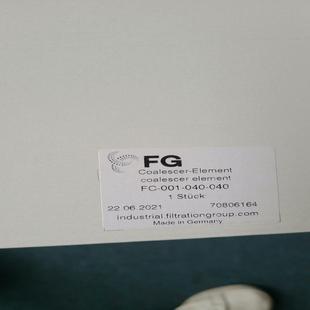 FG
Coalescer-Element
coalescer element
FC-001-040-040
1 Stück
22.06.2021 70806164
industrial.filtrationgroup.com
Made in Germany